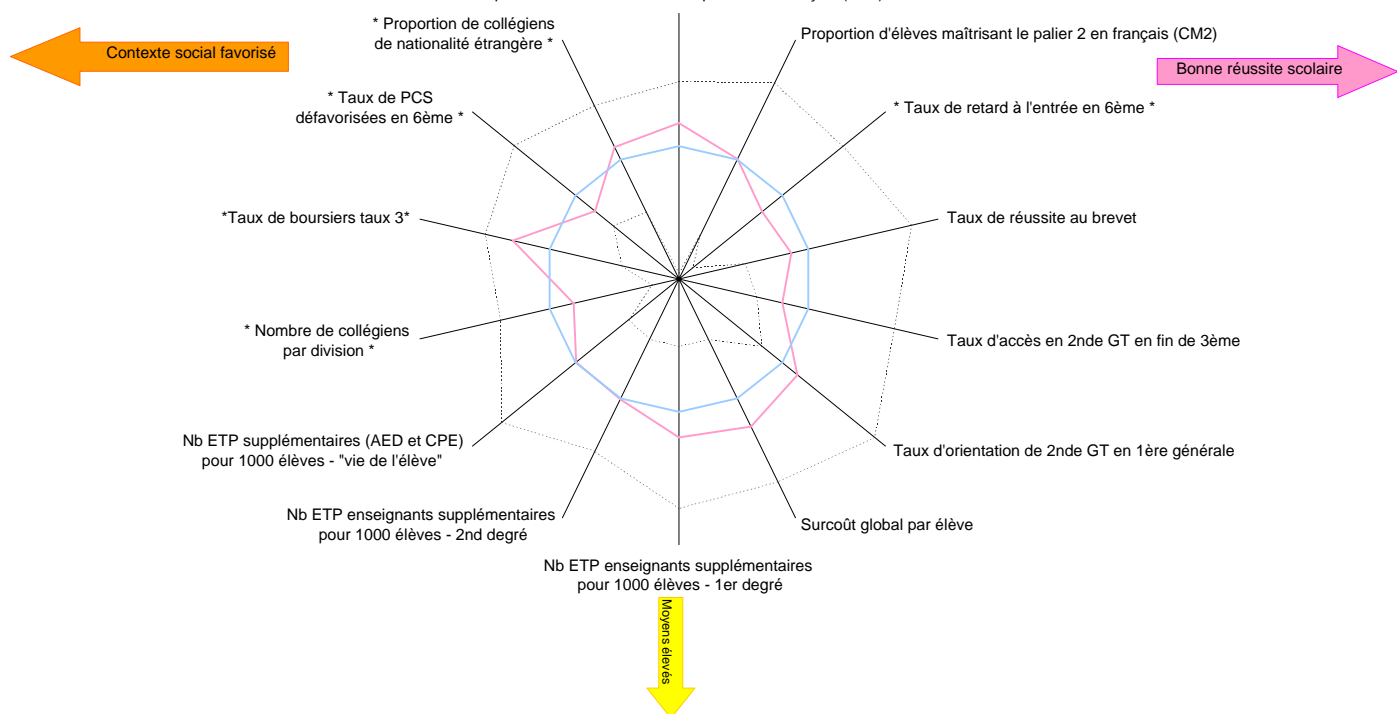 * Proportion de collégiens
de nationalité étrangère *
Proportion d'élèves maîtrisant le palier 2 en français (CM2)
Contexte social favorisé
Bonne réussite scolaire
* Taux de PCS
défavorisées en 6ème *
* Taux de retard à l'entrée en 6ème *
*Taux de boursiers taux 3*
Taux de réussite au brevet
* Nombre de collégiens
par division *
Taux d'accès en 2nde GT en fin de 3ème
Nb ETP supplémentaires (AED et CPE)
pour 1000 élèves - "vie de l'élève"
Taux d'orientation de 2nde GT en 1ère générale
Nb ETP enseignants supplémentaires
pour 1000 élèves - 2nd degré
Surcoût global par élève
Nb ETP enseignants supplémentaires
pour 1000 élèves - 1er degré
Moyens élevés